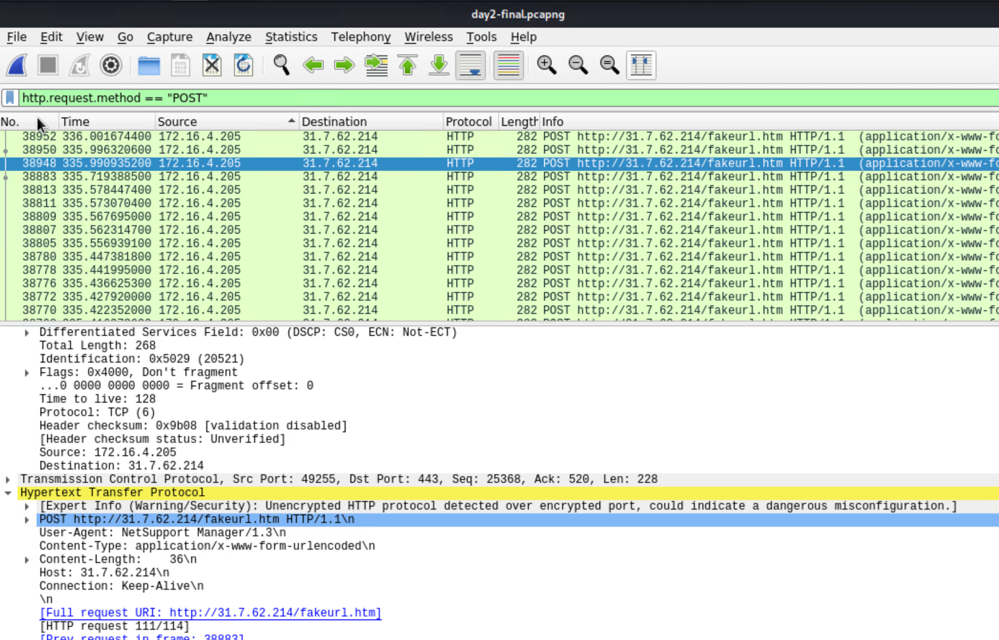 day2-final.pcapng
File Edit View Go Capture Analyze Statistics Telephony Wireless Tools Help
http.request.method == "POST"
No. Time Source Destination Protocol Length Info
38952 336.001674400 172.16.4.205 31.7.62.214 HTTP 282 POST http://31.7.62.214/fakeurl.htm HTTP/1.1 (application/x-www-fo
38950 335.996320600 172.16.4.205 31.7.62.214 HTTP 282 POST http://31.7.62.214/fakeurl.htm HTTP/1.1 (application/x-www-fo
38948 335.990935200 172.16.4.205 31.7.62.214 HTTP 282 POST http://31.7.62.214/fakeurl.htm HTTP/1.1 (application/x-www-fo
38883 335.719388500 172.16.4.205 31.7.62.214 HTTP 282 POST http://31.7.62.214/fakeurl.htm HTTP/1.1 (application/x-www-fo
38813 335.578447400 172.16.4.205 31.7.62.214 HTTP 282 POST http://31.7.62.214/fakeurl.htm HTTP/1.1 (application/x-www-fo
38811 335.573070400 172.16.4.205 31.7.62.214 HTTP 282 POST http://31.7.62.214/fakeurl.htm HTTP/1.1 (application/x-www-fo
38809 335.567695000 172.16.4.205 31.7.62.214 HTTP 282 POST http://31.7.62.214/fakeurl.htm HTTP/1.1 (application/x-www-fo
38807 335.562314700 172.16.4.205 31.7.62.214 HTTP 282 POST http://31.7.62.214/fakeurl.htm HTTP/1.1 (application/x-www-fo
38805 335.556939100 172.16.4.205 31.7.62.214 HTTP 282 POST http://31.7.62.214/fakeurl.htm HTTP/1.1 (application/x-www-fo
38780 335.447381800 172.16.4.205 31.7.62.214 HTTP 282 POST http://31.7.62.214/fakeurl.htm HTTP/1.1 (application/x-www-fo
38778 335.441995000 172.16.4.205 31.7.62.214 HTTP 282 POST http://31.7.62.214/fakeurl.htm HTTP/1.1 (application/x-www-fo
38776 335.436625300 172.16.4.205 31.7.62.214 HTTP 282 POST http://31.7.62.214/fakeurl.htm HTTP/1.1 (application/x-www-fo
38772 335.427920000 172.16.4.205 31.7.62.214 HTTP 282 POST http://31.7.62.214/fakeurl.htm HTTP/1.1 (application/x-www-fo
38770 335.422352000 172.16.4.205 31.7.62.214 HTTP 282 POST http://31.7.62.214/fakeurl.htm HTTP/1.1 (application/x-www-fo
Differentiated Services Field: 0x00 (DSCP: CS0, ECN: Not-ECT)
Total Length: 268
Identification: 0x5029 (20521)
Flags: 0x4000, Don't fragment
...0 0000 0000 0000 = Fragment offset: 0
Time to live: 128
Protocol: TCP (6)
Header checksum: 0x9b08 [validation disabled]
[Header checksum status: Unverified]
Source: 172.16.4.205
Destination: 31.7.62.214
Transmission Control Protocol, Src Port: 49255, Dst Port: 443, Seq: 25368, Ack: 520, Len: 228
Hypertext Transfer Protocol
[Expert Info (Warning/Security): Unencrypted HTTP protocol detected over encrypted port, could indicate a dangerous misconfiguration.]
POST http://31.7.62.214/fakeurl.htm HTTP/1.1\n
User-Agent: NetSupport Manager/1.3\n
Content-Type: application/x-www-form-urlencoded\n
Content-Length:    36\n
Host: 31.7.62.214\n
Connection: Keep-Alive\n
\n
[Full request URI: http://31.7.62.214/fakeurl.htm]
[HTTP request 111/114]
[Prev request in frame: 38883]